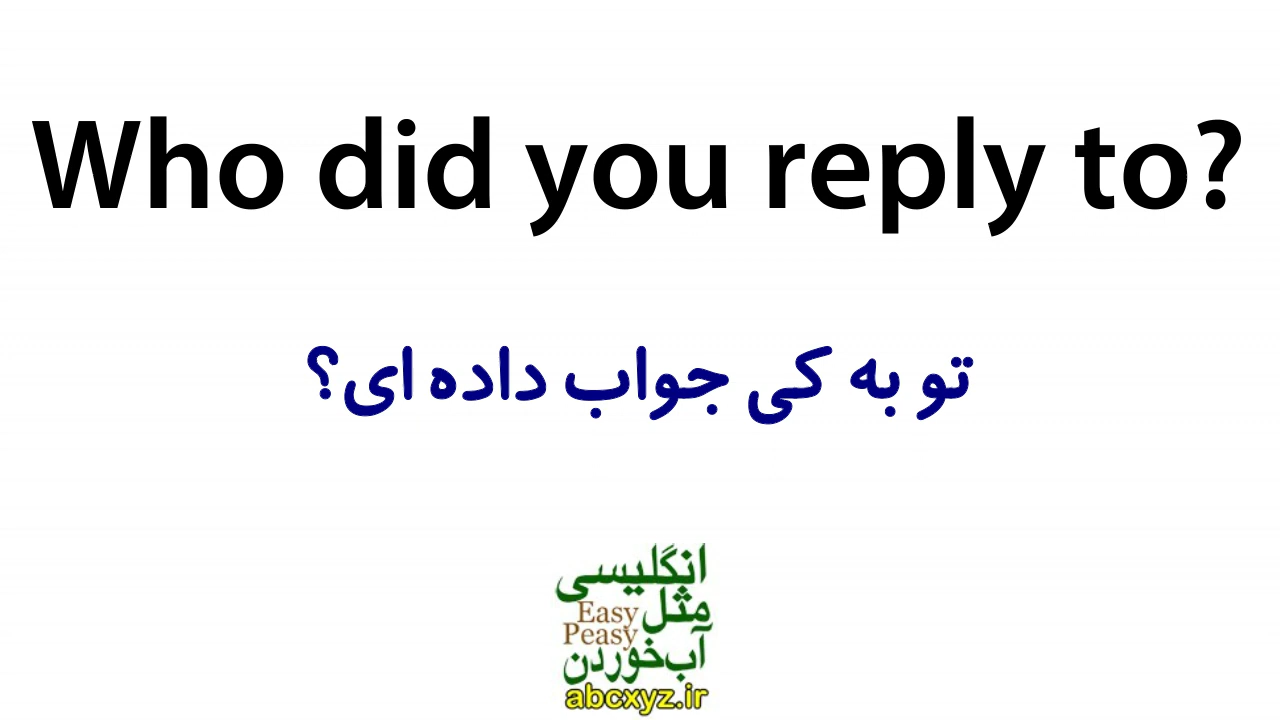 Who did you reply to?
تو به کی جواب داده ای؟
انگلیسی
مثل Easy
Peasy
آب‌خوردن
abcxyz.ir